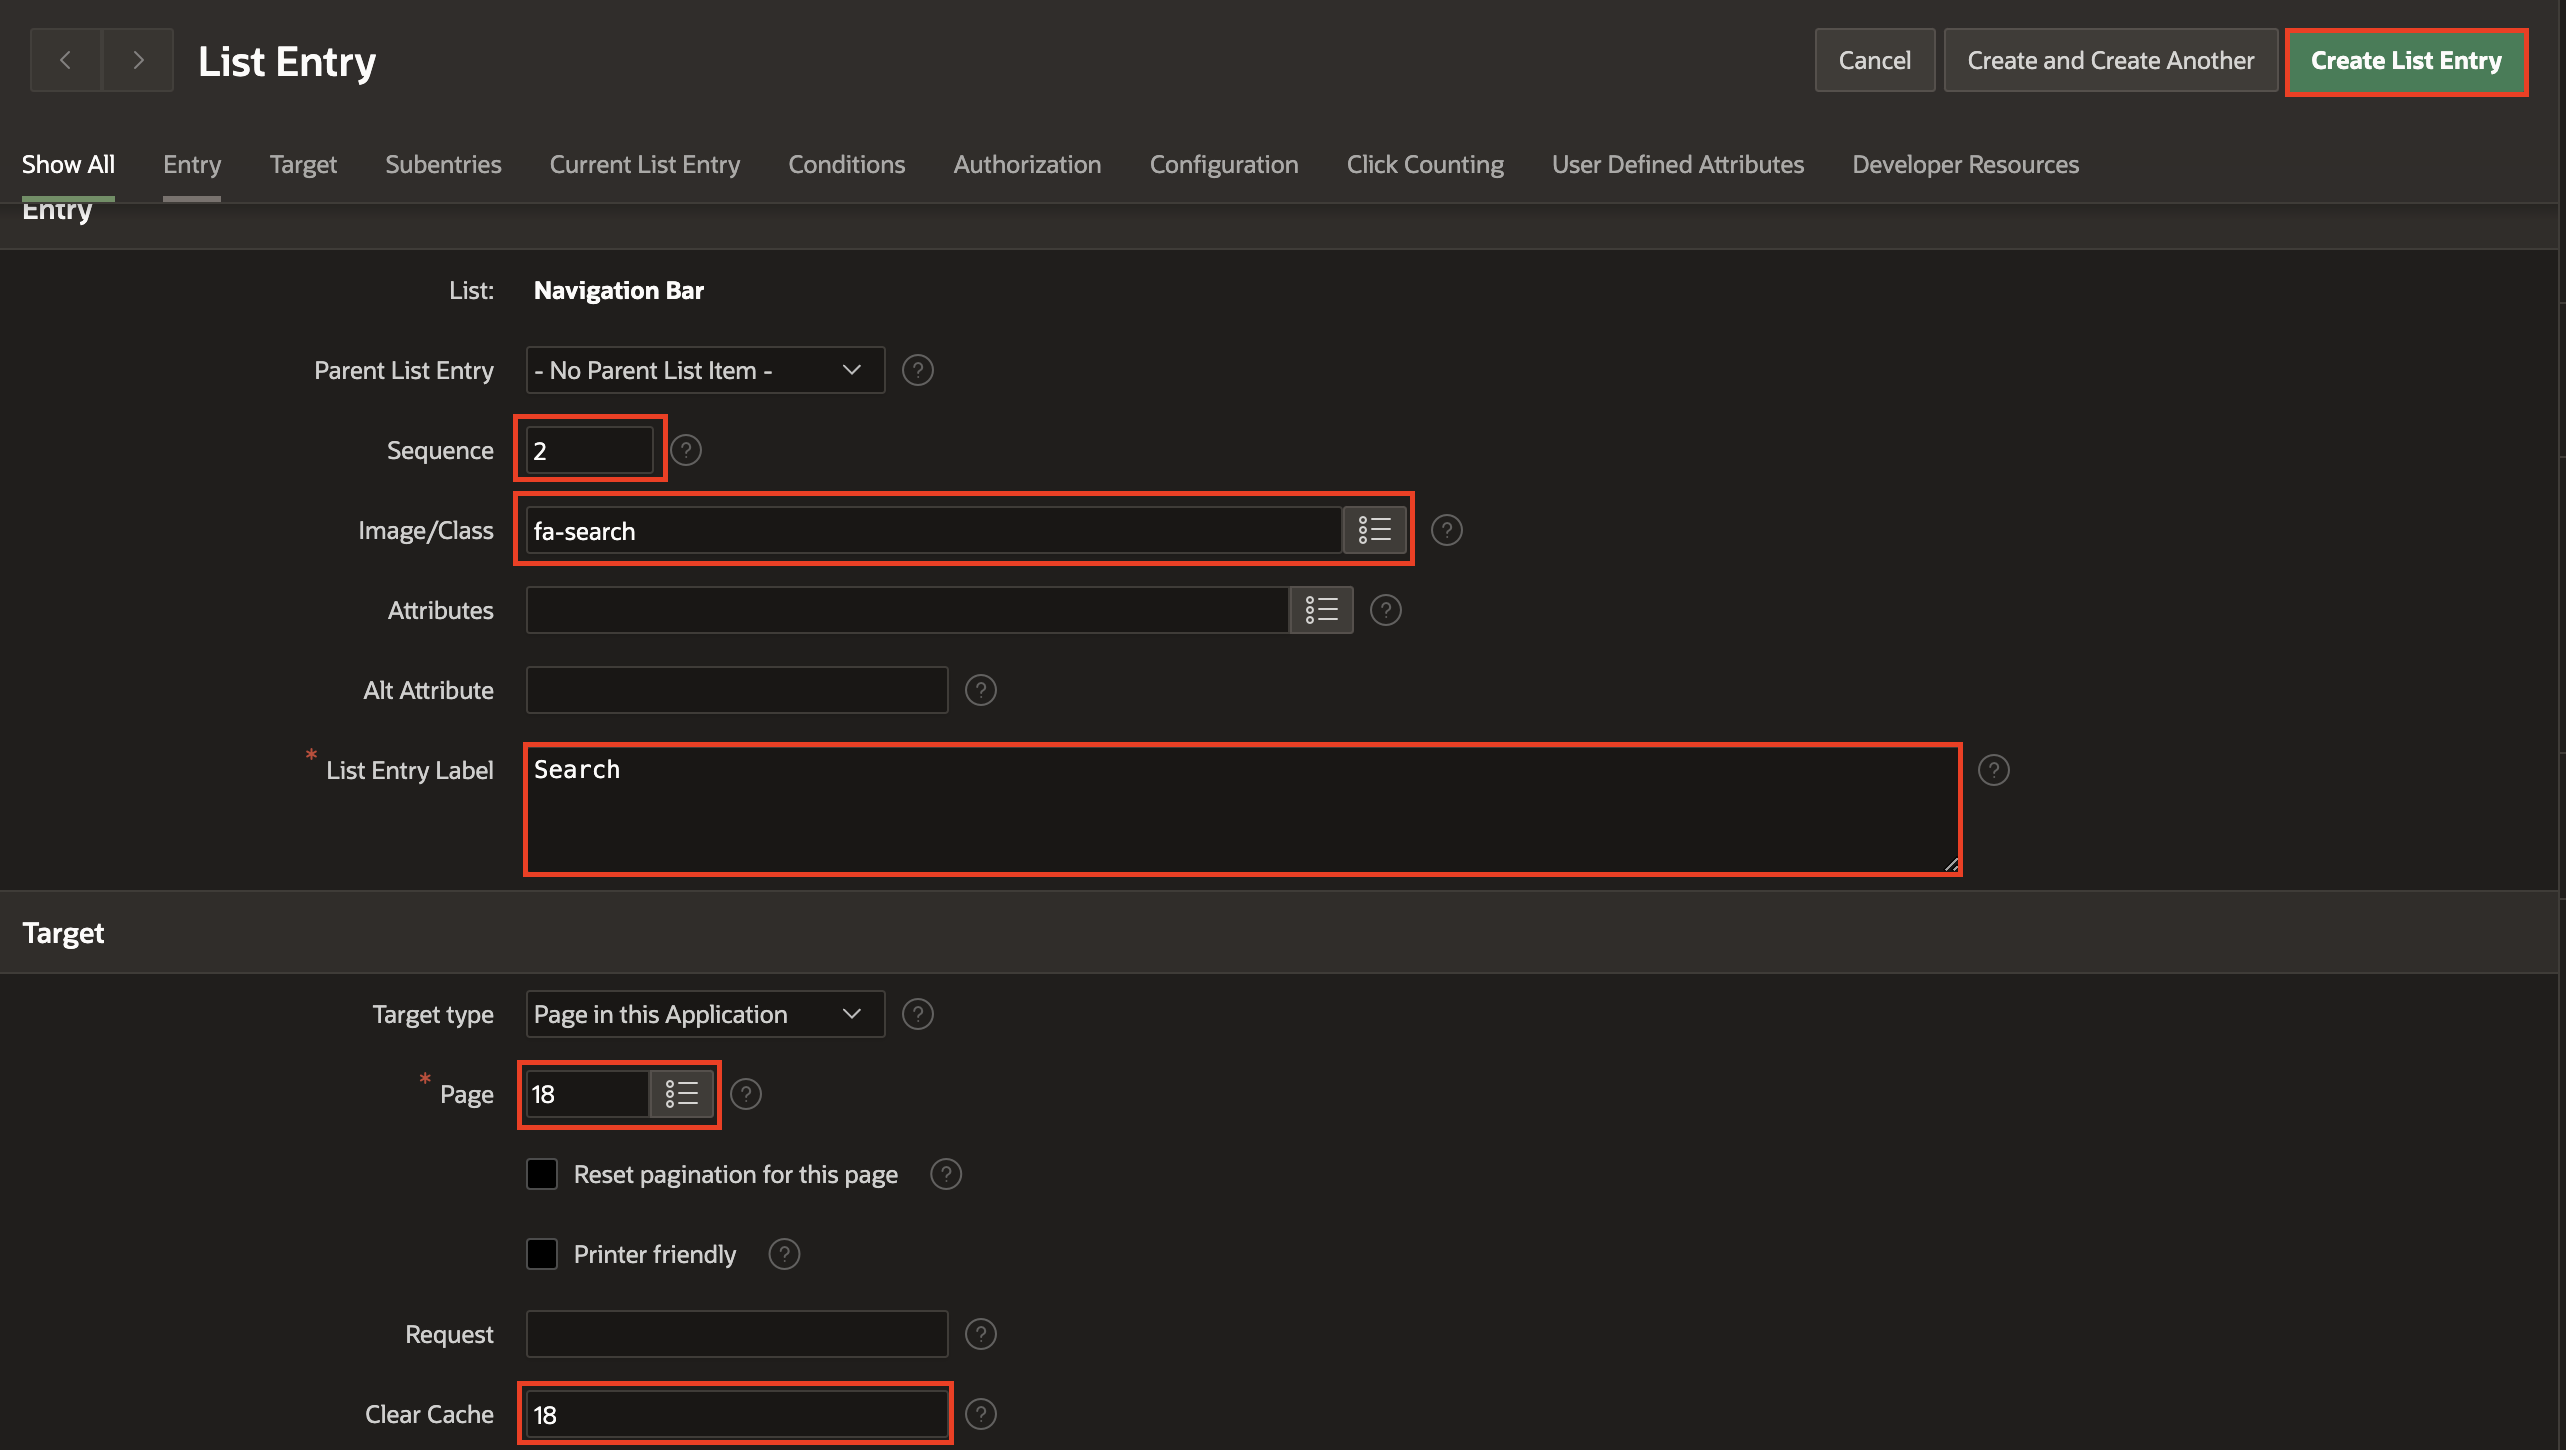 List Entry
Cancel
Create and Create Another
Create List Entry
Show All
Entry
Target
Subentries
Current List Entry
Conditions
Authorization
Configuration
Click Counting
User Defined Attributes
Developer Resources
Entry
List: Navigation Bar
Parent List Entry - No Parent List Item - ?
Sequence 2 ?
Image/Class fa-search ?
Attributes ?
Alt Attribute ?
* List Entry Label Search ?
Target
Target type Page in this Application ?
* Page 18 ?
Reset pagination for this page ?
Printer friendly ?
Request ?
Clear Cache 18 ?